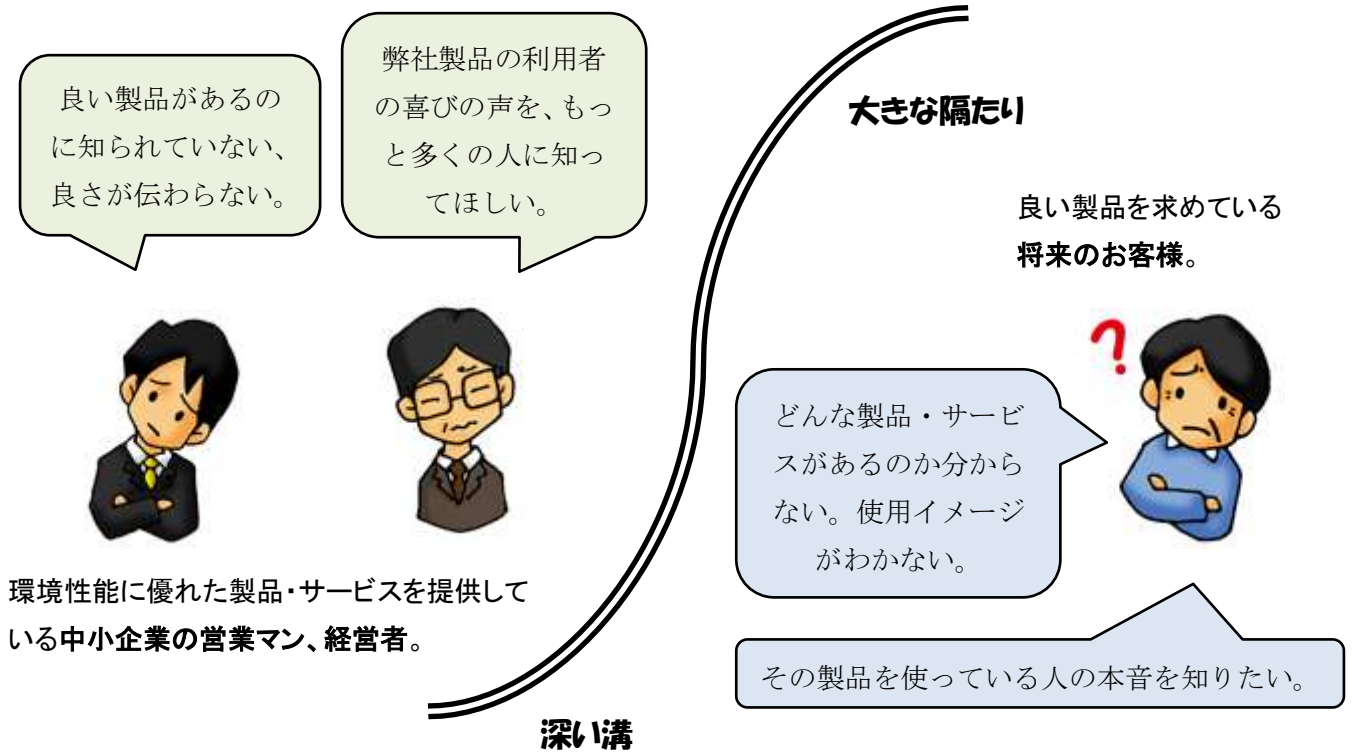 良い製品があるの
に知られていない、
良さが伝わらない。
弊社製品の利用者
の喜びの声を、もっ
と多くの人に知っ
てほしい。
環境性能に優れた製品・サービスを提供して
いる中小企業の営業マン、経営者。
大きな隔たり
深い溝
良い製品を求めている
将来のお客様。
?
どんな製品・サービ
スがあるのか分から
ない。使用イメージ
がわかない。
その製品を使っている人の本音を知りたい。